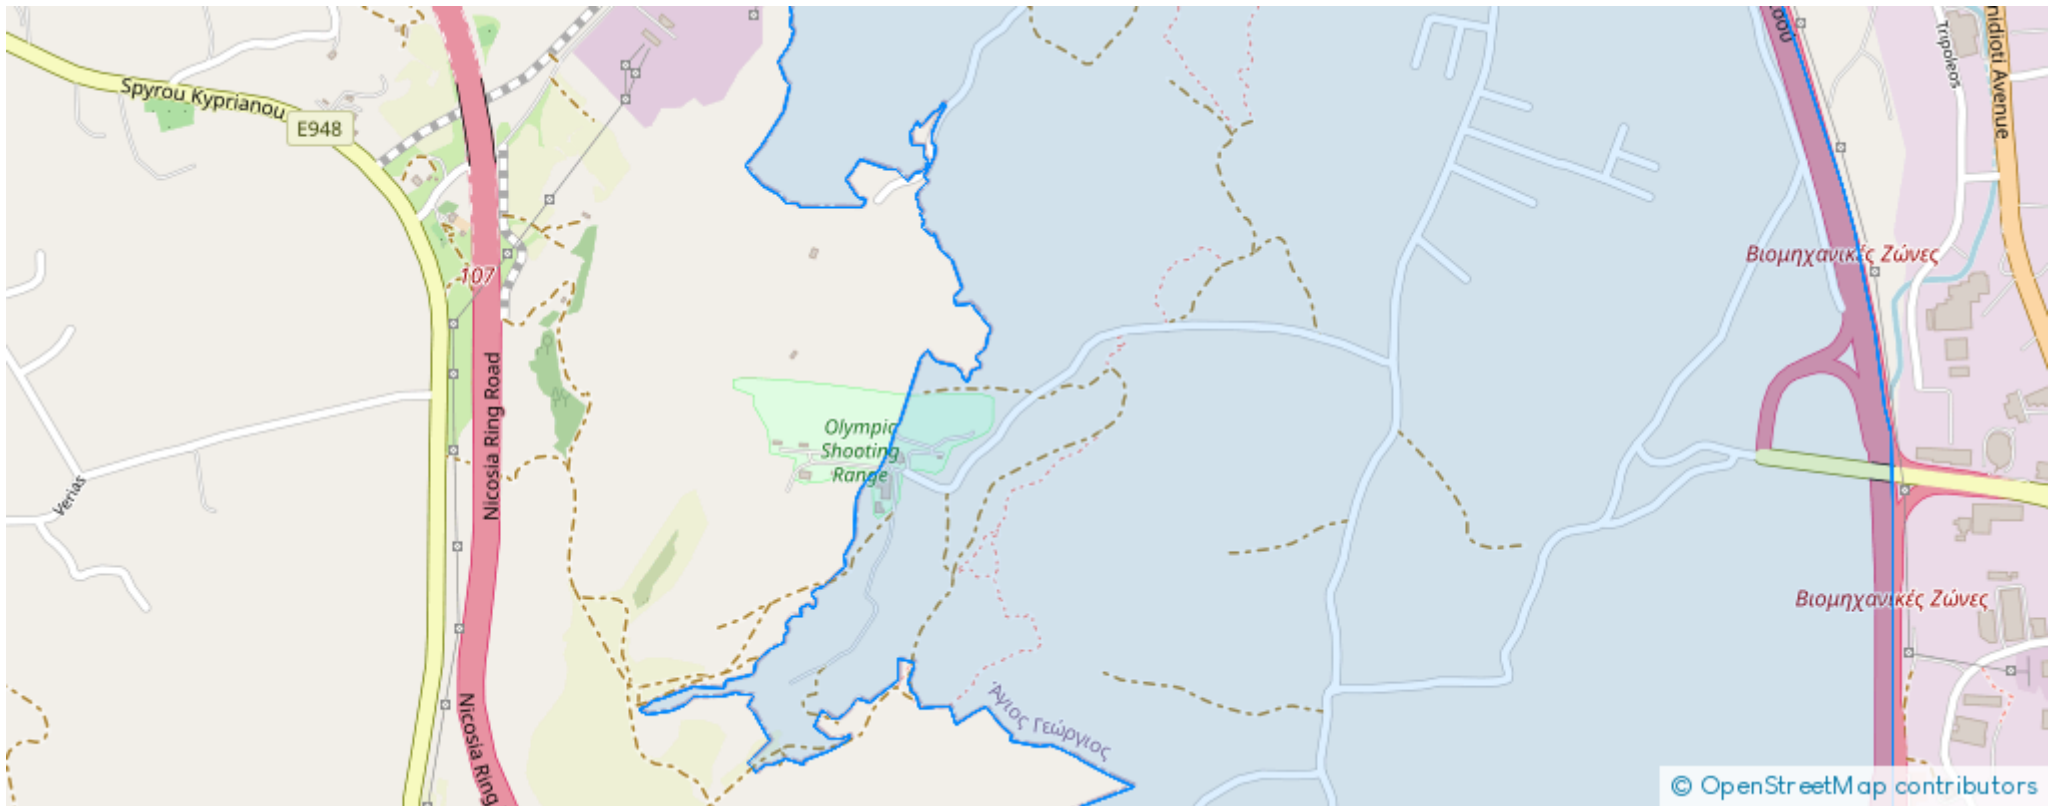 Spyrou Kyprianou
E948
Tripoleos
Βιομηχανικές Ζώνες
107
Nicosia Ring Road
Olympic
Shooting
Range
Verias
Βιομηχανικές Ζώνες
Άγιος Γεώργιος
Nicosia Ring
© OpenStreetMap contributors